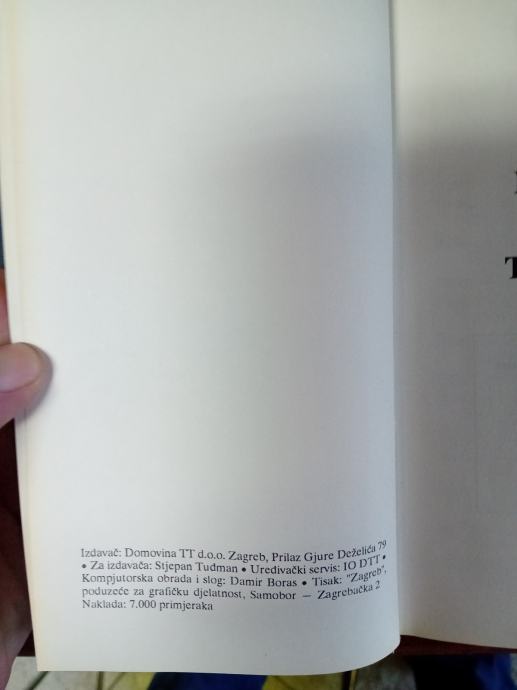 Izdavač: Domovina TT d.o.o. Zagreb, Prilaz Gjure Deželića 79
• Za izdavača: Stjepan Tuđman • Uređivački servis: IO DTT •
Kompjutorska obrada i slog: Damir Boras • Tisak: "Zagreb",
poduzeće za grafičku djelatnost, Samobor — Zagrebačka 2
Naklada: 7.000 primjeraka
T